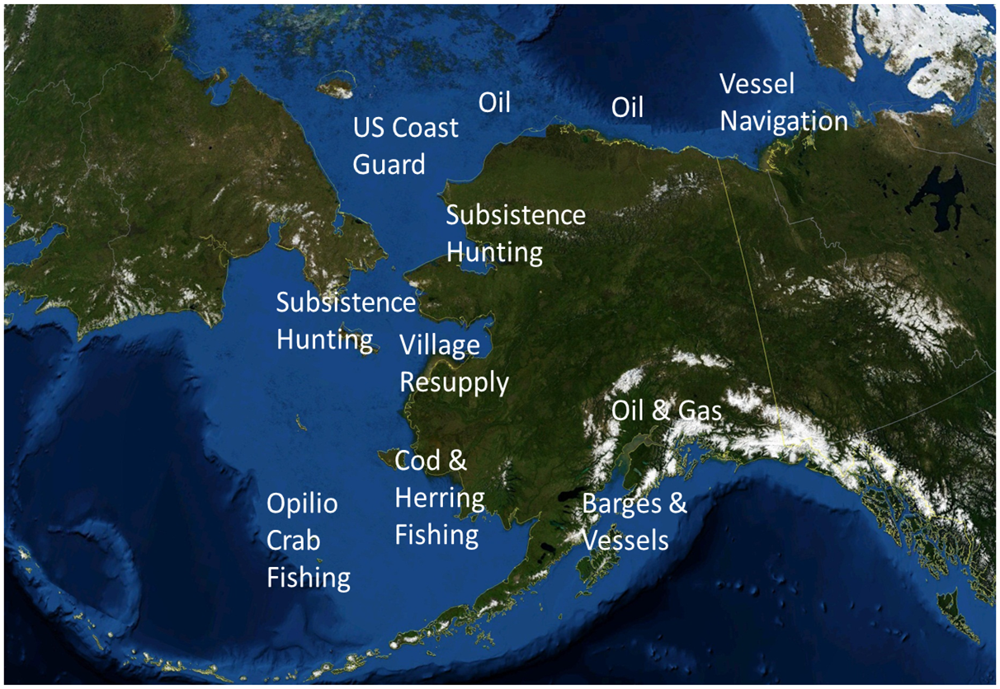 Oil
Oil
Vessel
Navigation
US Coast
Guard
Subsistence
Hunting
Subsistence
Hunting
Village
Resupply
Oil & Gas
Cod &
Herring
Fishing
Opilio
Crab
Fishing
Barges &
Vessels